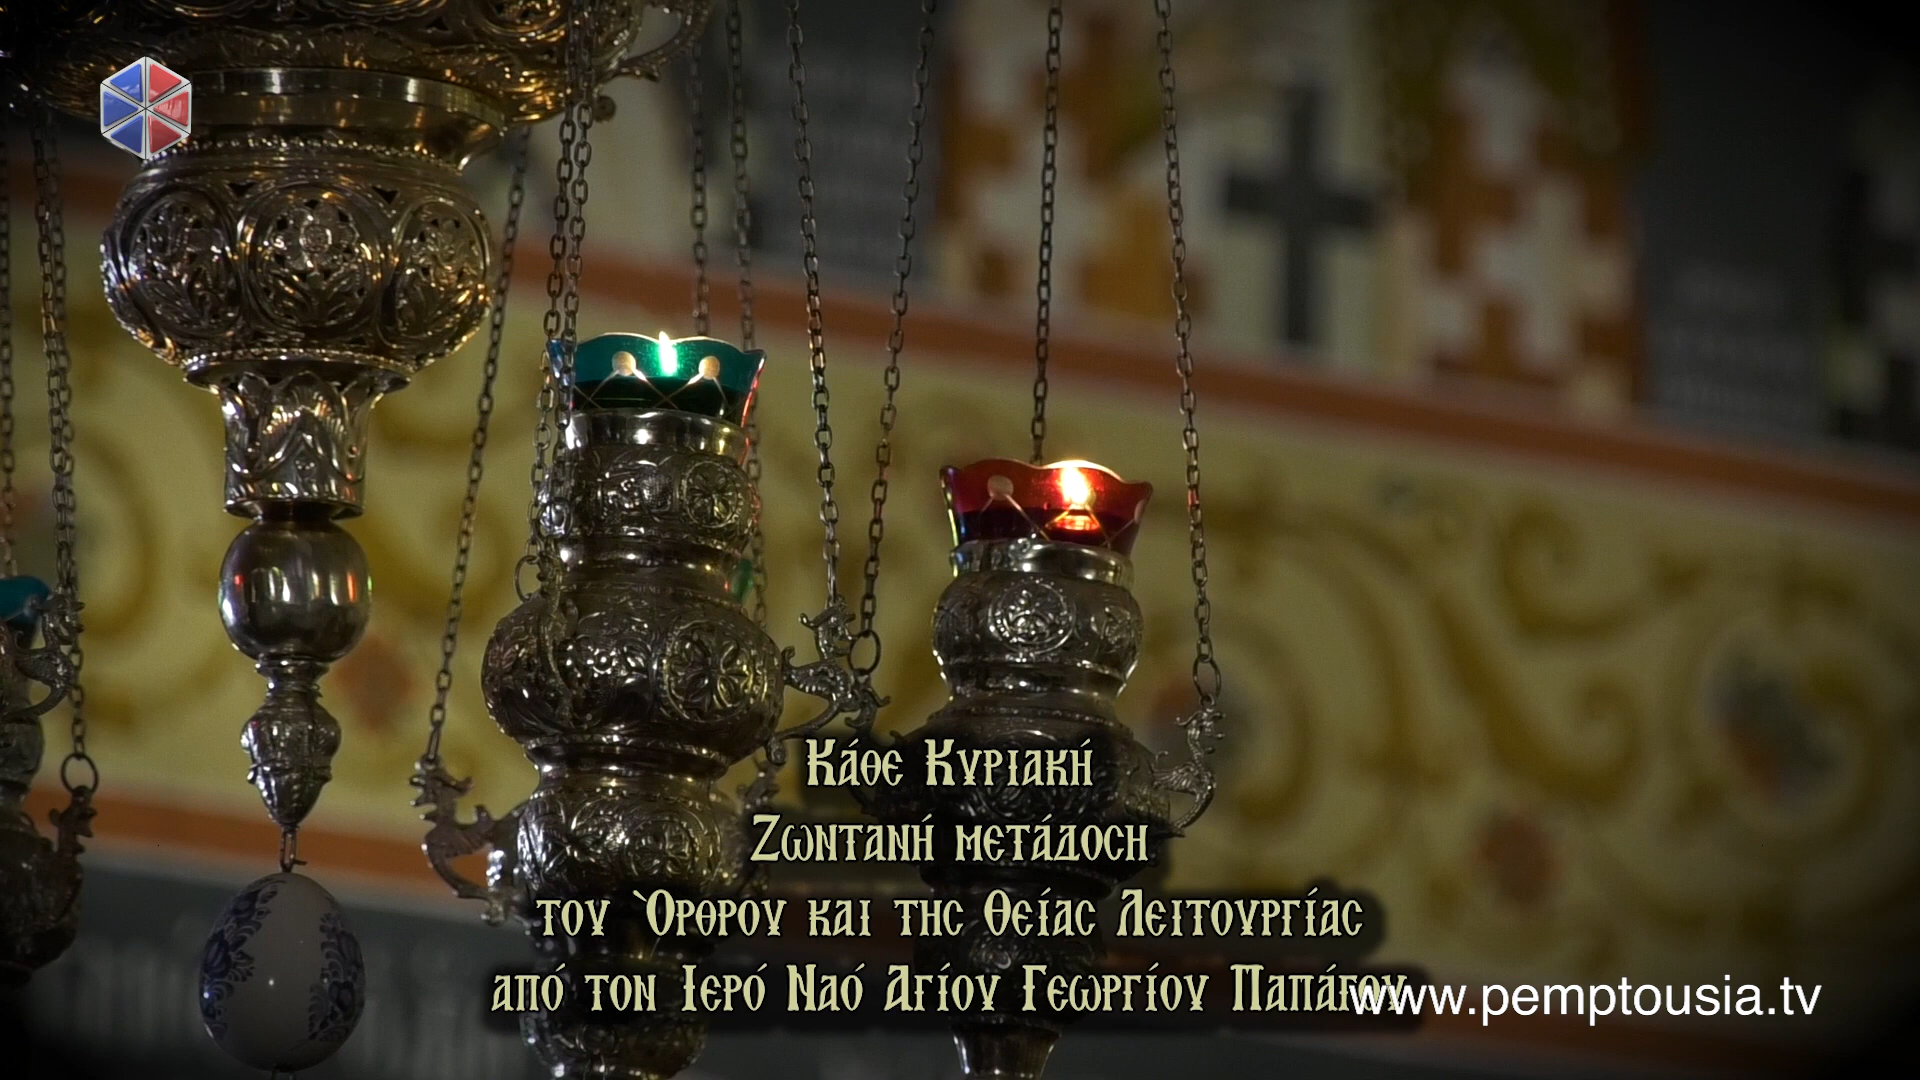 Κάθε Κυριακή
Ζωντανή μετάδοση
του Όρθρου και της Θείας Λειτουργίας
από τον Ιερό Ναό Αγίου Γεωργίου Παπάγου
www.pemptousia.tv